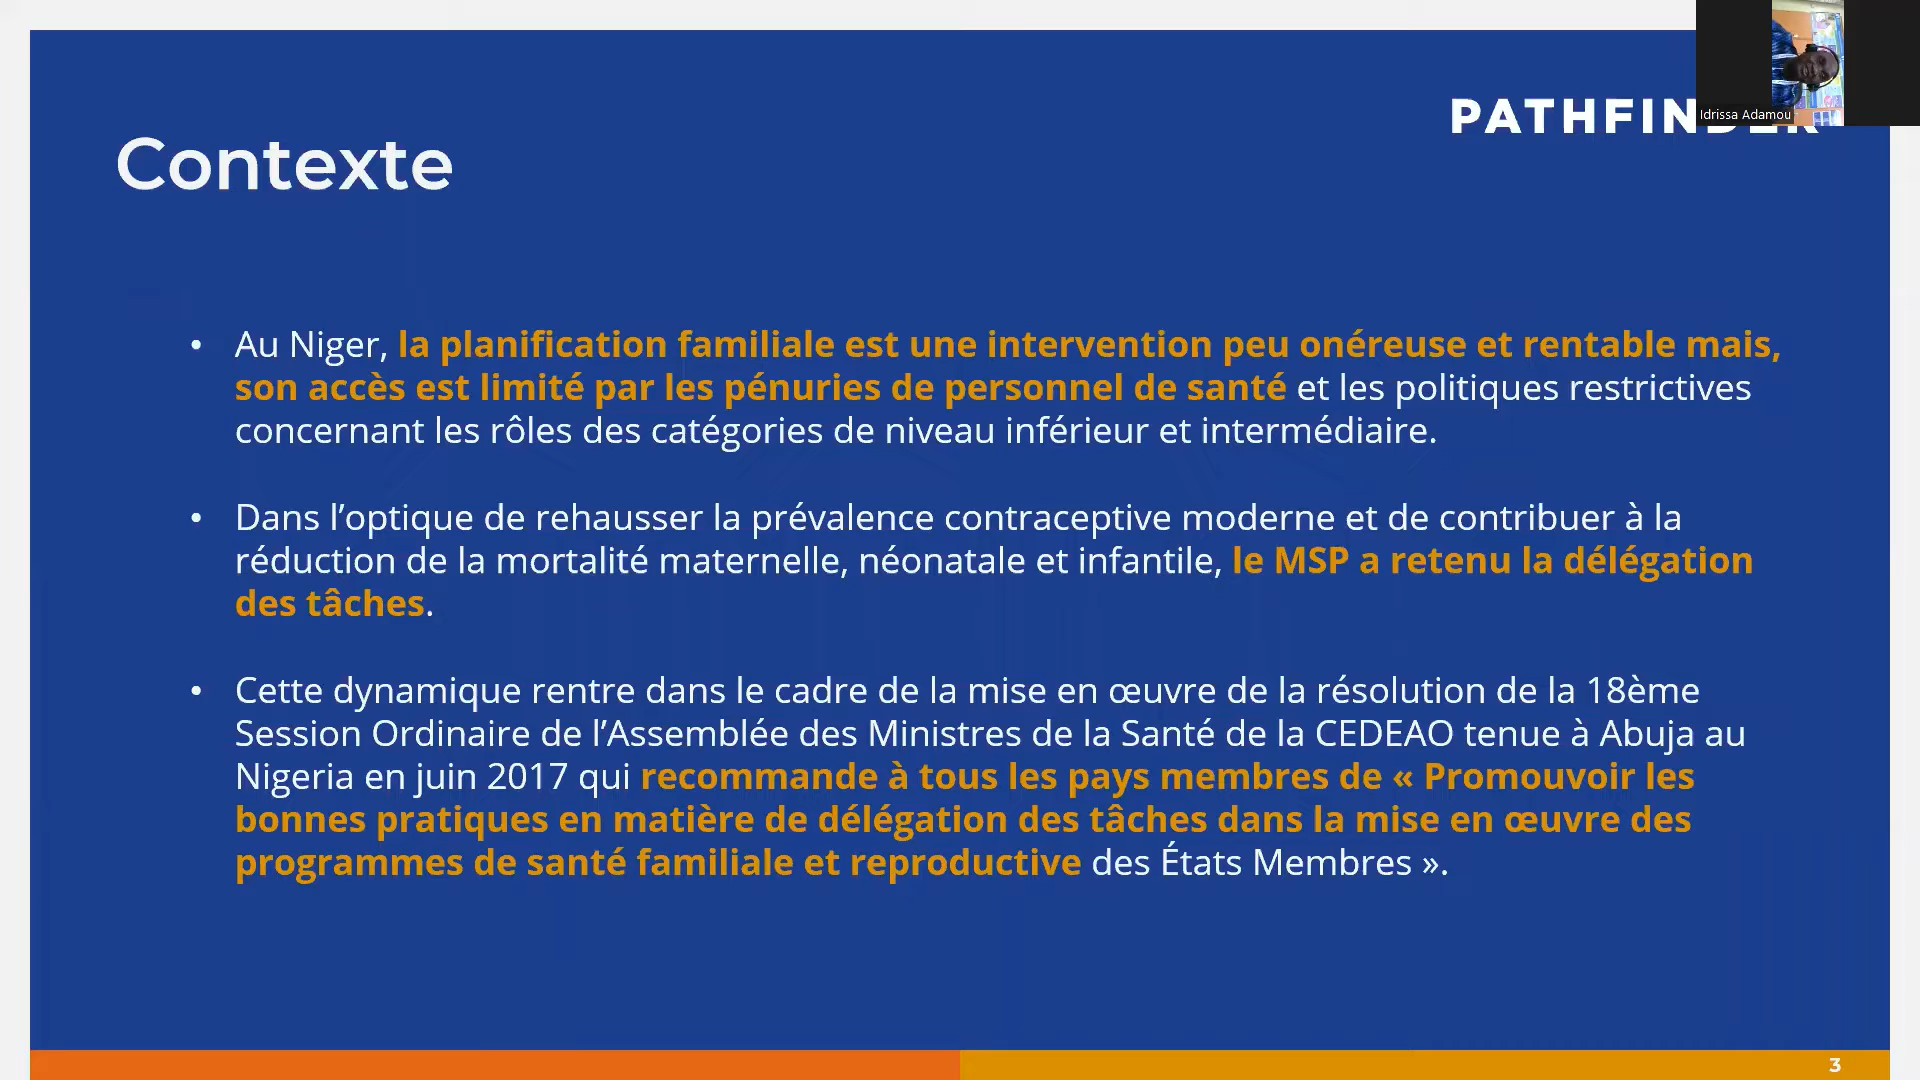 Idrissa Adamou
PATHFINDER
Contexte
• Au Niger, la planification familiale est une intervention peu onéreuse et rentable mais,
son accès est limité par les pénuries de personnel de santé et les politiques restrictives
concernant les rôles des catégories de niveau inférieur et intermédiaire.
• Dans l’optique de rehausser la prévalence contraceptive moderne et de contribuer à la
réduction de la mortalité maternelle, néonatale et infantile, le MSP a retenu la délégation
des tâches.
• Cette dynamique rentre dans le cadre de la mise en œuvre de la résolution de la 18ème
Session Ordinaire de l’Assemblée des Ministres de la Santé de la CEDEAO tenue à Abuja au
Nigeria en juin 2017 qui recommande à tous les pays membres de « Promouvoir les
bonnes pratiques en matière de délégation des tâches dans la mise en œuvre des
programmes de santé familiale et reproductive des États Membres ».
3